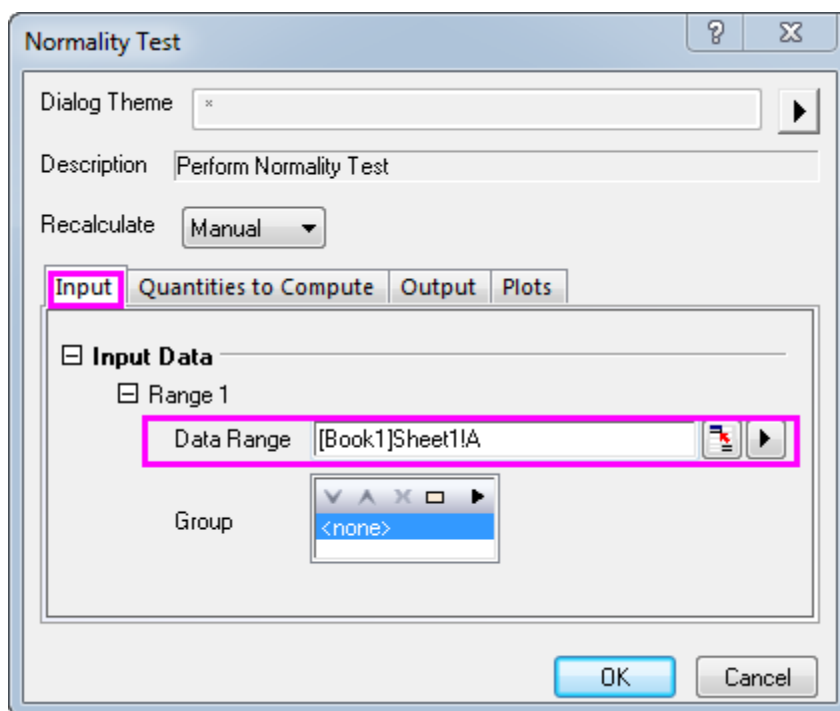 Normality Test
Dialog Theme *
Description Perform Normality Test
Recalculate Manual
Input Quantities to Compute Output Plots
Input Data
Range 1
Data Range [Book1]Sheet1!A
Group <none>
OK Cancel